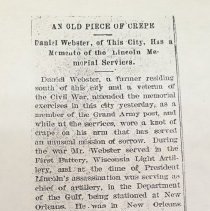 AN OLD PIECE OF CREPE
Daniel Webster, of This City, Has a
Memento of the Lincoln Me-
morial Services.
Daniel Webster, a farmer residing
south of this city and a veteran of
the Civil War, attended the memorial
exercises in this city yesterday, as a
member of the Grand Army post, and
while at the services, wore a knot of
crape on his arm that has served
an unusual mission of sorrow. During
the war Mr. Webster served in the
First Battery, Wisconsin Light Artil-
lery, and at the time of President
Lincoln's assassination was serving as
chief of artillery, in the Department
of the Gulf, being stationed at New
Orleans. He was in New Orleans